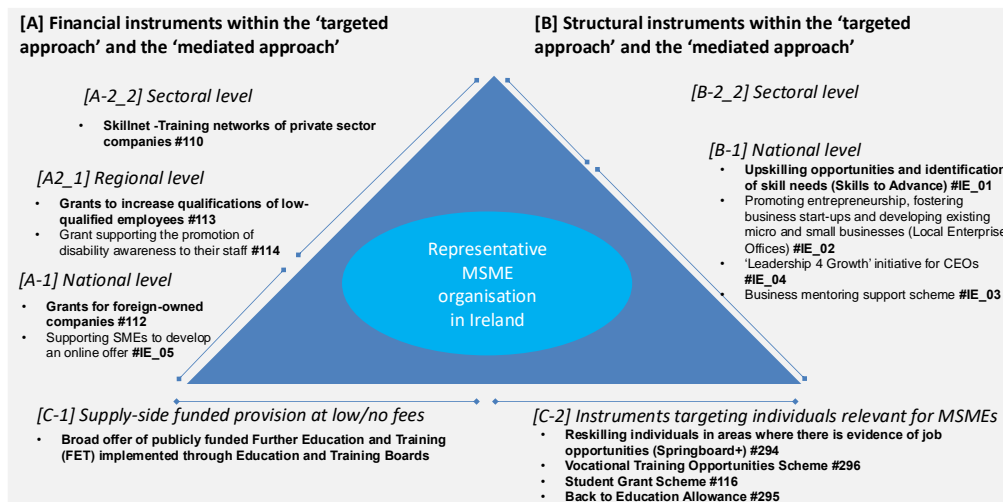 [A] Financial instruments within the ‘targeted
approach’ and the ‘mediated approach’
[B] Structural instruments within the ‘targeted
approach’ and the ‘mediated approach’
[A-2_2] Sectoral level
• Skillnet -Training networks of private sector
companies #110
[A2_1] Regional level
• Grants to increase qualifications of low-
qualified employees #113
• Grant supporting the promotion of
disability awareness to their staff #114
[A-1] National level
• Grants for foreign-owned
companies #112
• Supporting SMEs to develop
an online offer #IE_05
Representative
MSME
organisation
in Ireland
[B-2_2] Sectoral level
[B-1] National level
• Upskilling opportunities and identification
of skill needs (Skills to Advance) #IE_01
• Promoting entrepreneurship, fostering
business start-ups and developing existing
micro and small businesses (Local Enterprise
Offices) #IE_02
• ‘Leadership 4 Growth’ initiative for CEOs
#IE_04
• Business mentoring support scheme #IE_03
[C-1] Supply-side funded provision at low/no fees
• Broad offer of publicly funded Further Education and Training
(FET) implemented through Education and Training Boards
[C-2] Instruments targeting individuals relevant for MSMEs
• Reskilling individuals in areas where there is evidence of job
opportunities (Springboard+) #294
• Vocational Training Opportunities Scheme #296
• Student Grant Scheme #116
• Back to Education Allowance #295